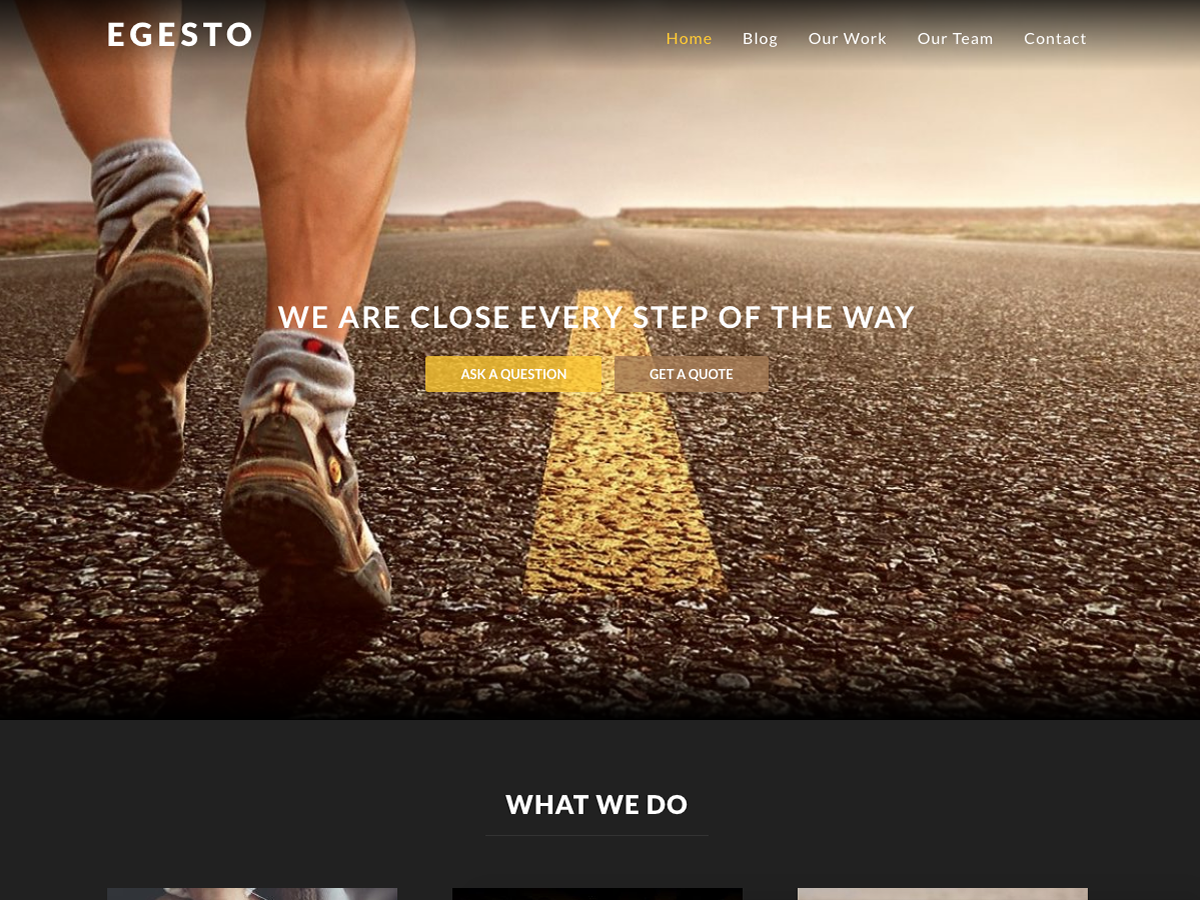 EGESTO
Home Blog Our Work Our Team Contact
WE ARE CLOSE EVERY STEP OF THE WAY
ASK A QUESTION GET A QUOTE
WHAT WE DO